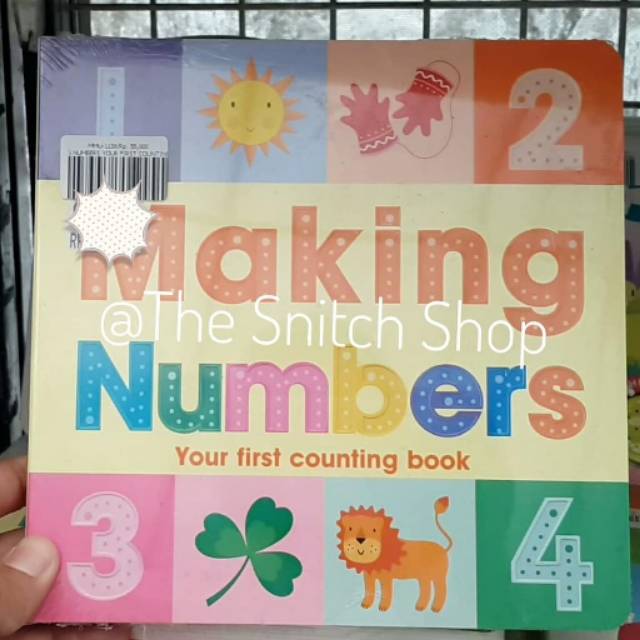 1
2
Making
@The Snitch Shop
Numbers
Your first counting book
3
4